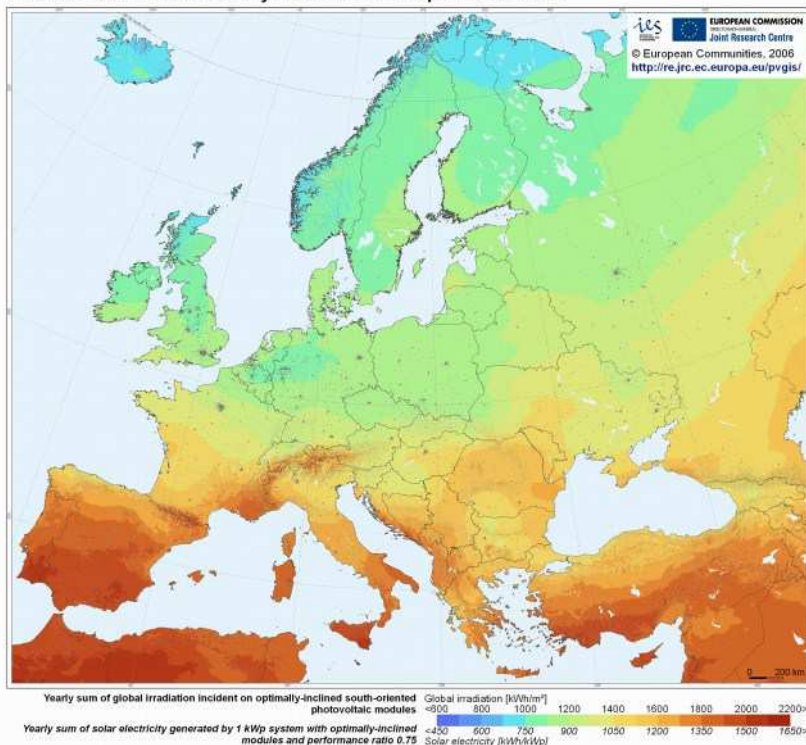 ies
EUROPEAN COMMISSION
DIRECTORATE-GENERAL
Joint Research Centre
© European Communities, 2006
http://re.jrc.ec.europa.eu/pvgis/
0 200 km
Yearly sum of global irradiation incident on optimally-inclined south-oriented
photovoltaic modules
Global irradiation [kWh/m²]
<600 800 1000 1200 1400 1600 1800 2000 2200>
<450 600 750 900 1050 1200 1350 1500 1650>
Yearly sum of solar electricity generated by 1 kWp system with optimally-inclined
modules and performance ratio 0.75
Solar electricity [kWh/kWp]